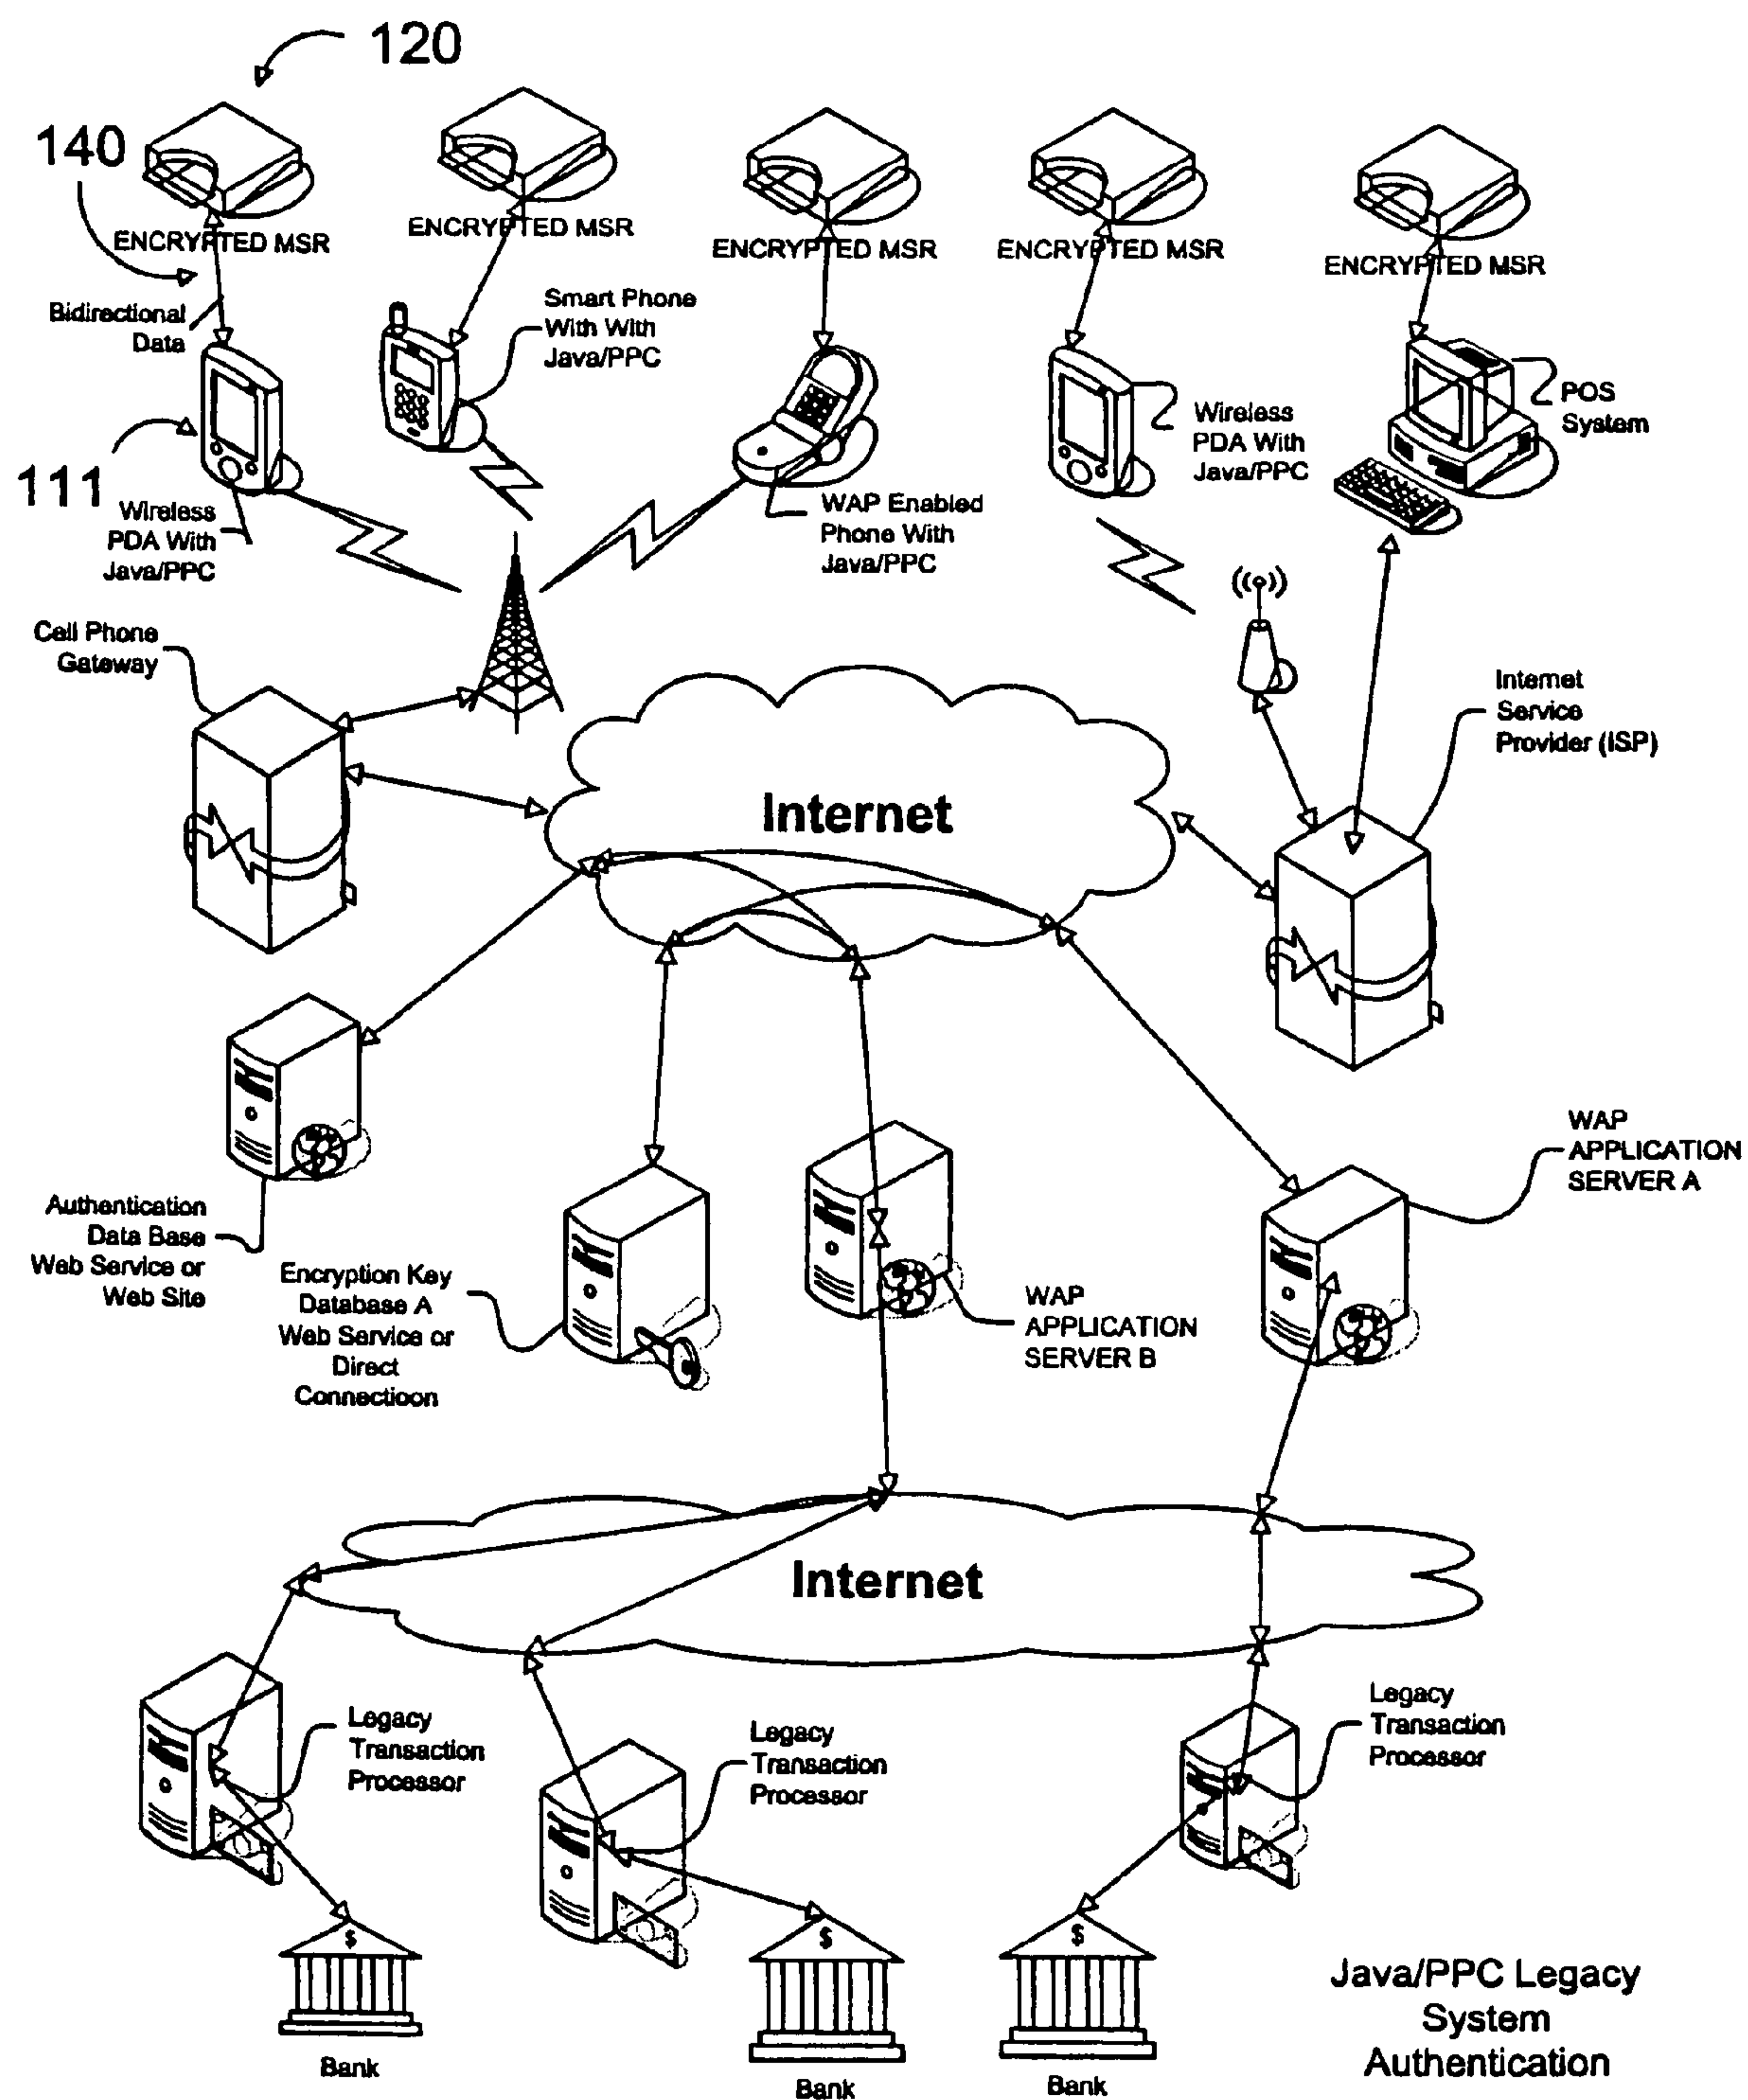 120
140
ENCRYPTED MSR
ENCRYPTED MSR
ENCRYPTED MSR
ENCRYPTED MSR
ENCRYPTED MSR
Bidirectional
Data
Smart Phone
With With
Java/PPC
111
Wireless
PDA With
Java/PPC
WAP Enabled
Phone With
Java/PPC
Wireless
PDA With
Java/PPC
POS
System
Cell Phone
Gateway
Internet
Service
Provider (ISP)
Internet
Authentication
Data Base
Web Service or
Web Site
Encryption Key
Database A
Web Service or
Direct
Connectioon
WAP
APPLICATION
SERVER B
WAP
APPLICATION
SERVER A
Internet
Legacy
Transaction
Processor
Legacy
Transaction
Processor
Legacy
Transaction
Processor
$
$
$
Bank
Bank
Bank
Java/PPC Legacy
System
Authentication